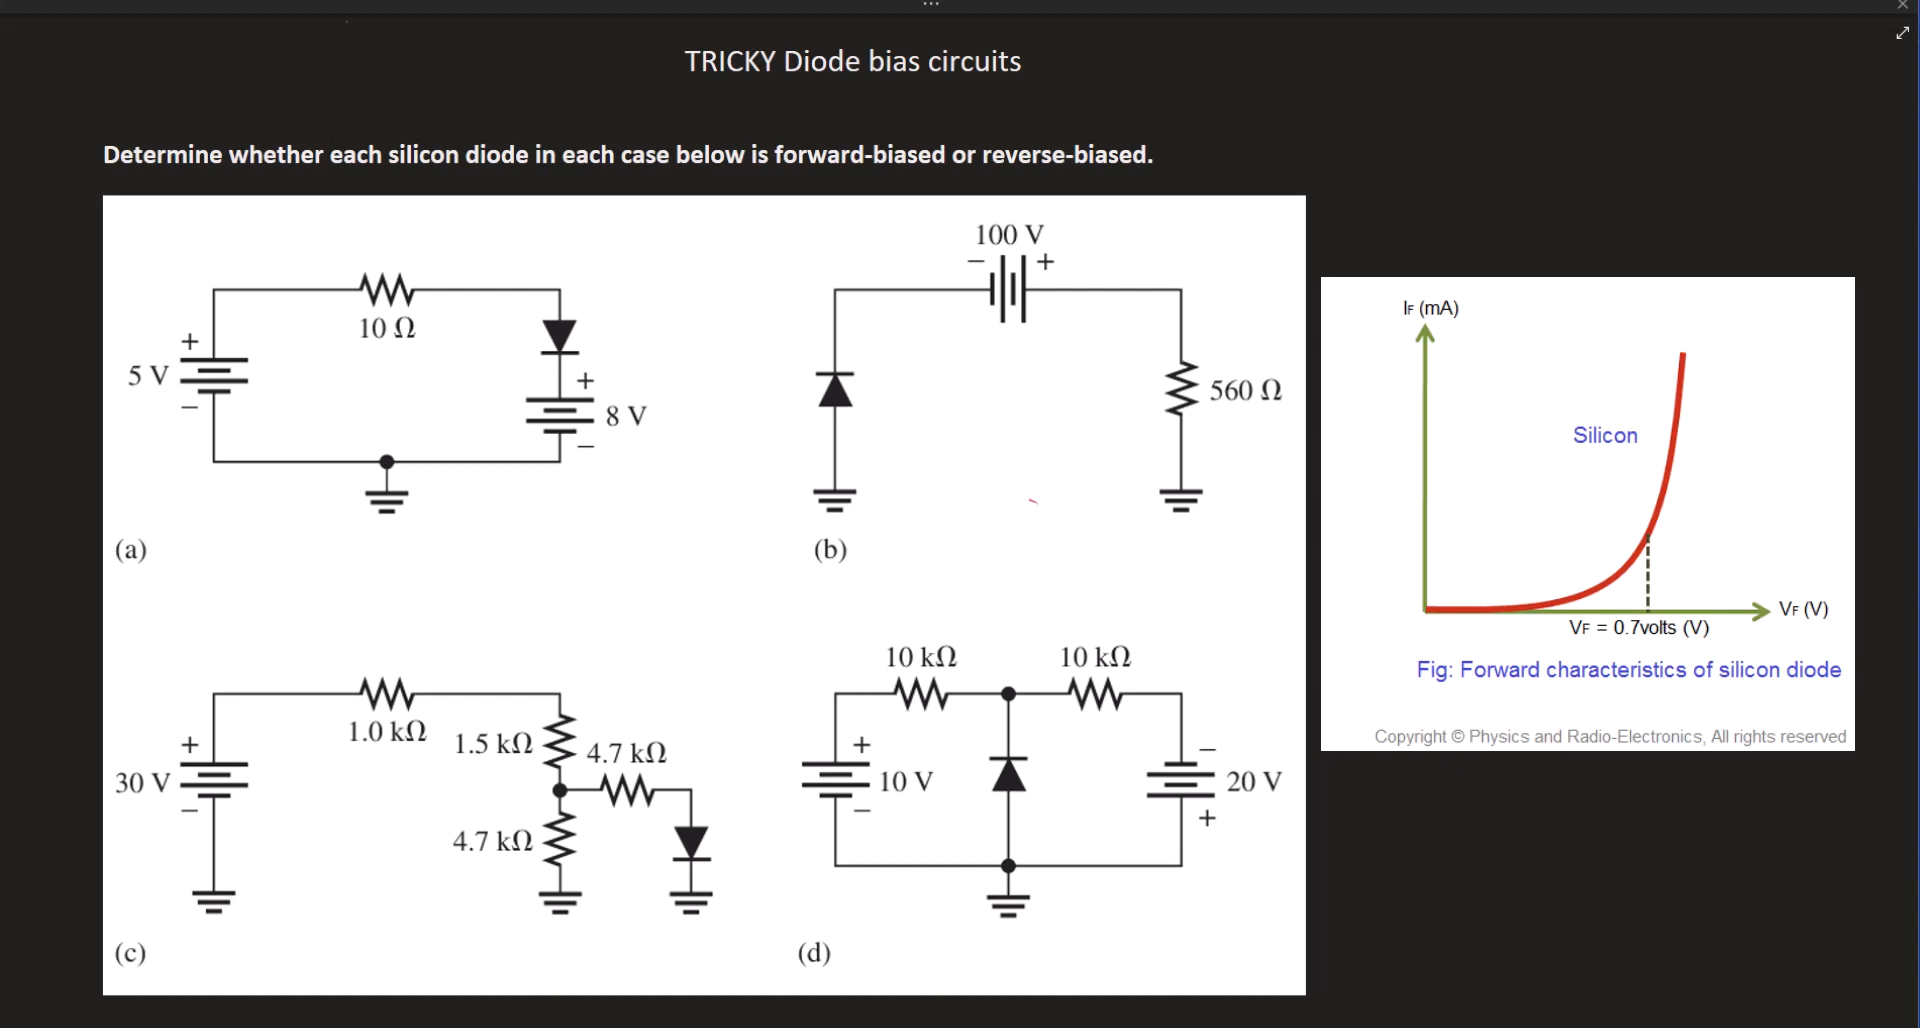 TRICKY Diode bias circuits
Determine whether each silicon diode in each case below is forward-biased or reverse-biased.
10 Ω
+
5 V
−
+
8 V
−
(a)
100 V
− +
560 Ω
(b)
1.0 kΩ
+
30 V
−
1.5 kΩ
4.7 kΩ
4.7 kΩ
(c)
10 kΩ 10 kΩ
+
10 V
−
−
20 V
+
(d)
IF (mA)
Silicon
VF (V)
VF = 0.7volts (V)
Fig: Forward characteristics of silicon diode
Copyright © Physics and Radio-Electronics, All rights reserved